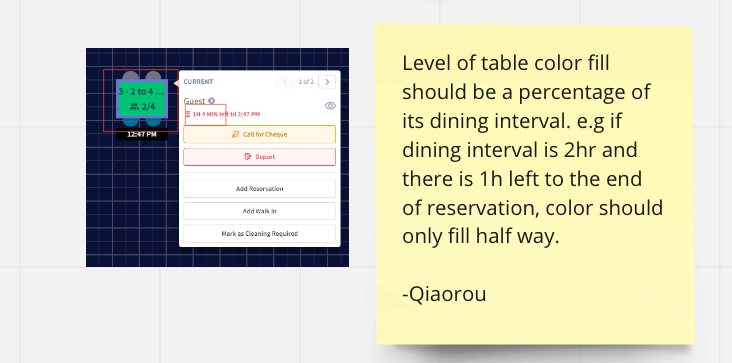 3 - 2 to 4 ...
2/4
12:47 PM
CURRENT
1 of 2
Guest
1H 4 MIN left til 2:47 PM
Call for Cheque
Depart
Add Reservation
Add Walk In
Mark as Cleaning Required
Level of table color fill
should be a percentage of
its dining interval. e.g if
dining interval is 2hr and
there is 1h left to the end
of reservation, color should
only fill half way.
-Qiaorou